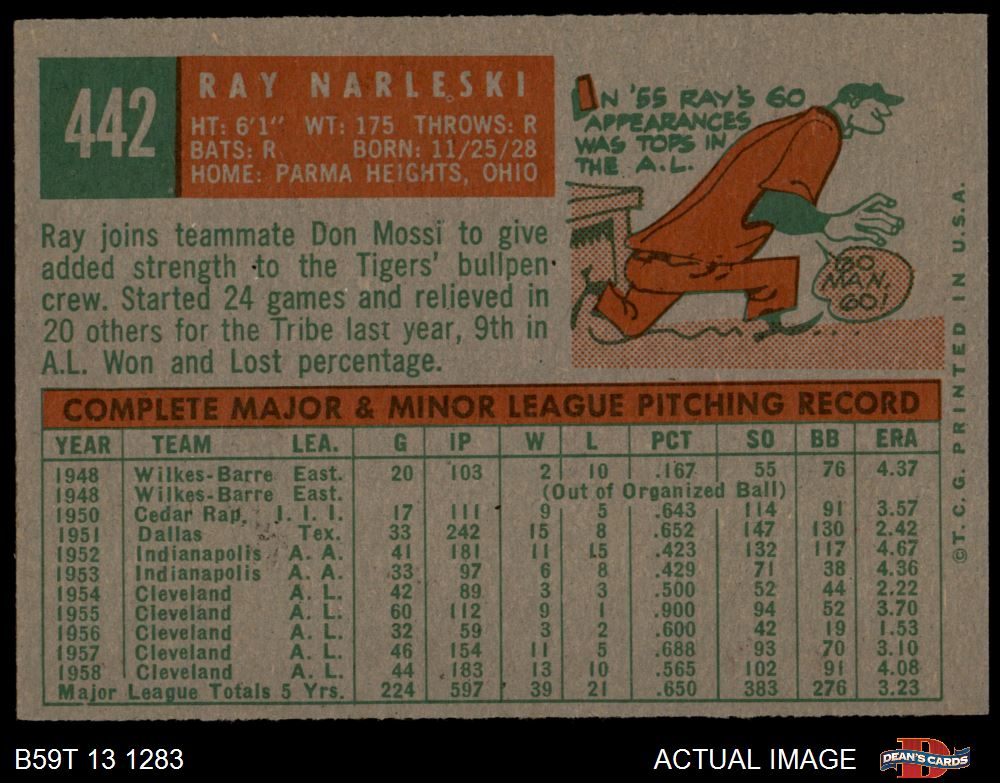 442
RAY NARLESKI
HT: 6'1" WT: 175 THROWS: R
BATS: R BORN: 11/25/28
HOME: PARMA HEIGHTS, OHIO
IN '55 RAY'S 60
APPEARANCES
WAS TOPS IN
THE A.L.
GO
MAN,
GO!
Ray joins teammate Don Mossi to give
added strength to the Tigers' bullpen
crew. Started 24 games and relieved in
20 others for the Tribe last year, 9th in
A.L. Won and Lost percentage.
COMPLETE MAJOR & MINOR LEAGUE PITCHING RECORD
YEAR TEAM LEA. G IP W L PCT SO BB ERA
1948 Wilkes-Barre East. 20 103 2 10 .167 55 76 4.37
1948 Wilkes-Barre East. (Out of Organized Ball)
1950 Cedar Rap. I. I. I. 17 111 9 5 .643 114 91 3.57
1951 Dallas Tex. 33 242 15 8 .652 147 130 2.42
1952 Indianapolis A. A. 41 181 11 15 .423 132 117 4.67
1953 Indianapolis A. A. 33 97 6 8 .429 71 38 4.36
1954 Cleveland A. L. 42 89 3 3 .500 52 44 2.22
1955 Cleveland A. L. 60 112 9 1 .900 94 52 3.70
1956 Cleveland A. L. 32 59 3 2 .600 42 19 1.53
1957 Cleveland A. L. 46 154 11 5 .688 93 70 3.10
1958 Cleveland A. L. 44 183 13 10 .565 102 91 4.08
Major League Totals 5 Yrs. 224 597 39 21 .650 383 276 3.23
©T. C. G. PRINTED IN U.S.A.
B59T 13 1283
ACTUAL IMAGE
DEAN'S CARDS